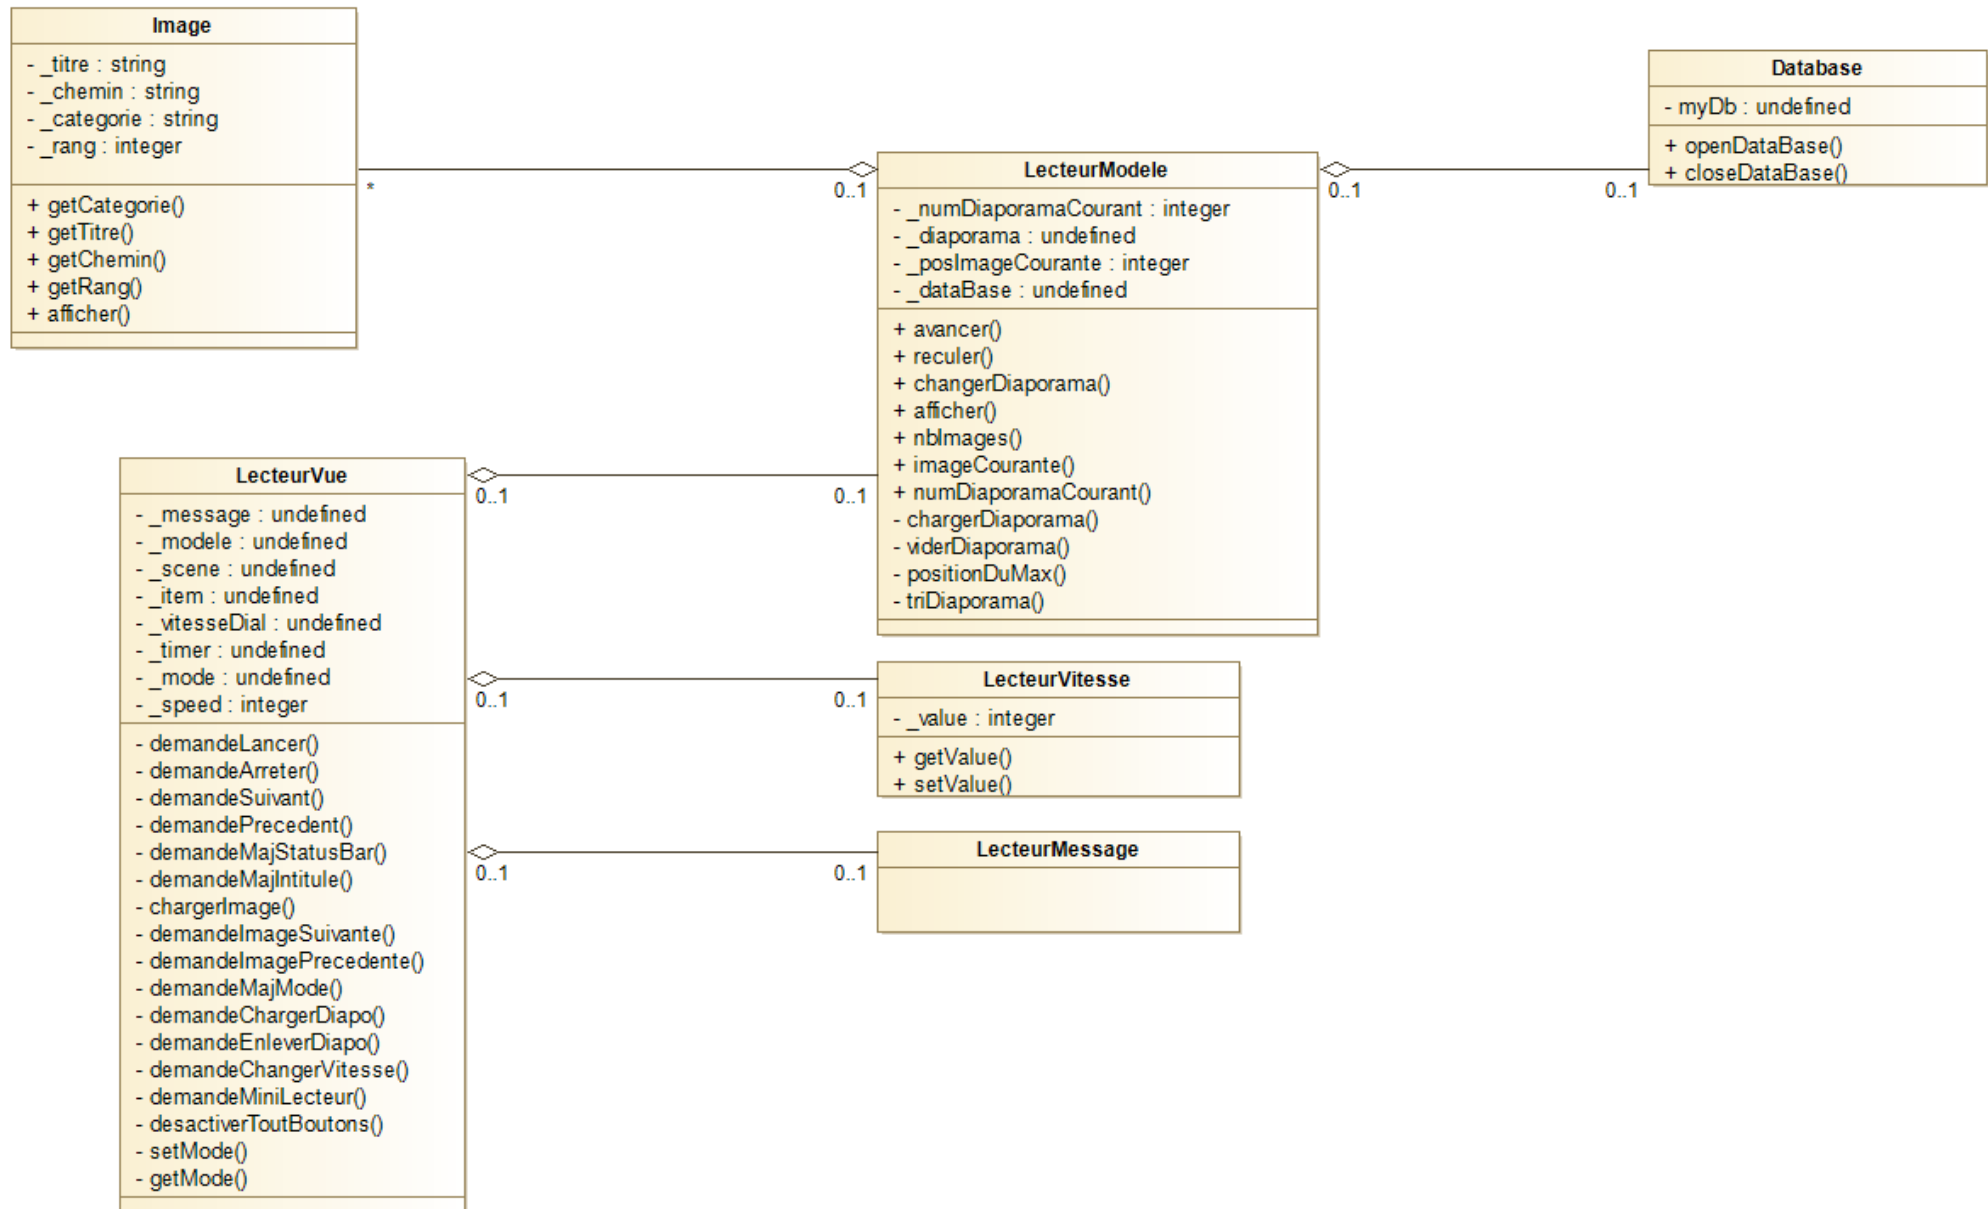 Image
- _titre : string
- _chemin : string
- _categorie : string
- _rang : integer
+ getCategorie()
+ getTitre()
+ getChemin()
+ getRang()
+ afficher()
*
0..1
LecteurModele
- _numDiaporamaCourant : integer
- _diaporama : undefined
- _posImageCourante : integer
- _dataBase : undefined
+ avancer()
+ reculer()
+ changerDiaporama()
+ afficher()
+ nbImages()
+ imageCourante()
+ numDiaporamaCourant()
- chargerDiaporama()
- viderDiaporama()
- positionDuMax()
- triDiaporama()
0..1
0..1
Database
- myDb : undefined
+ openDataBase()
+ closeDataBase()
LecteurVue
- _message : undefined
- _modele : undefined
- _scene : undefined
- _item : undefined
- _vitesseDial : undefined
- _timer : undefined
- _mode : undefined
- _speed : integer
- demandeLancer()
- demandeArreter()
- demandeSuivant()
- demandePrecedent()
- demandeMajStatusBar()
- demandeMajIntitule()
- chargerImage()
- demandeImageSuivante()
- demandeImagePrecedente()
- demandeMajMode()
- demandeChargerDiapo()
- demandeEnleverDiapo()
- demandeChangerVitesse()
- demandeMiniLecteur()
- desactiverToutBoutons()
- setMode()
- getMode()
0..1
0..1
0..1
0..1
LecteurVitesse
- _value : integer
+ getValue()
+ setValue()
0..1
0..1
LecteurMessage